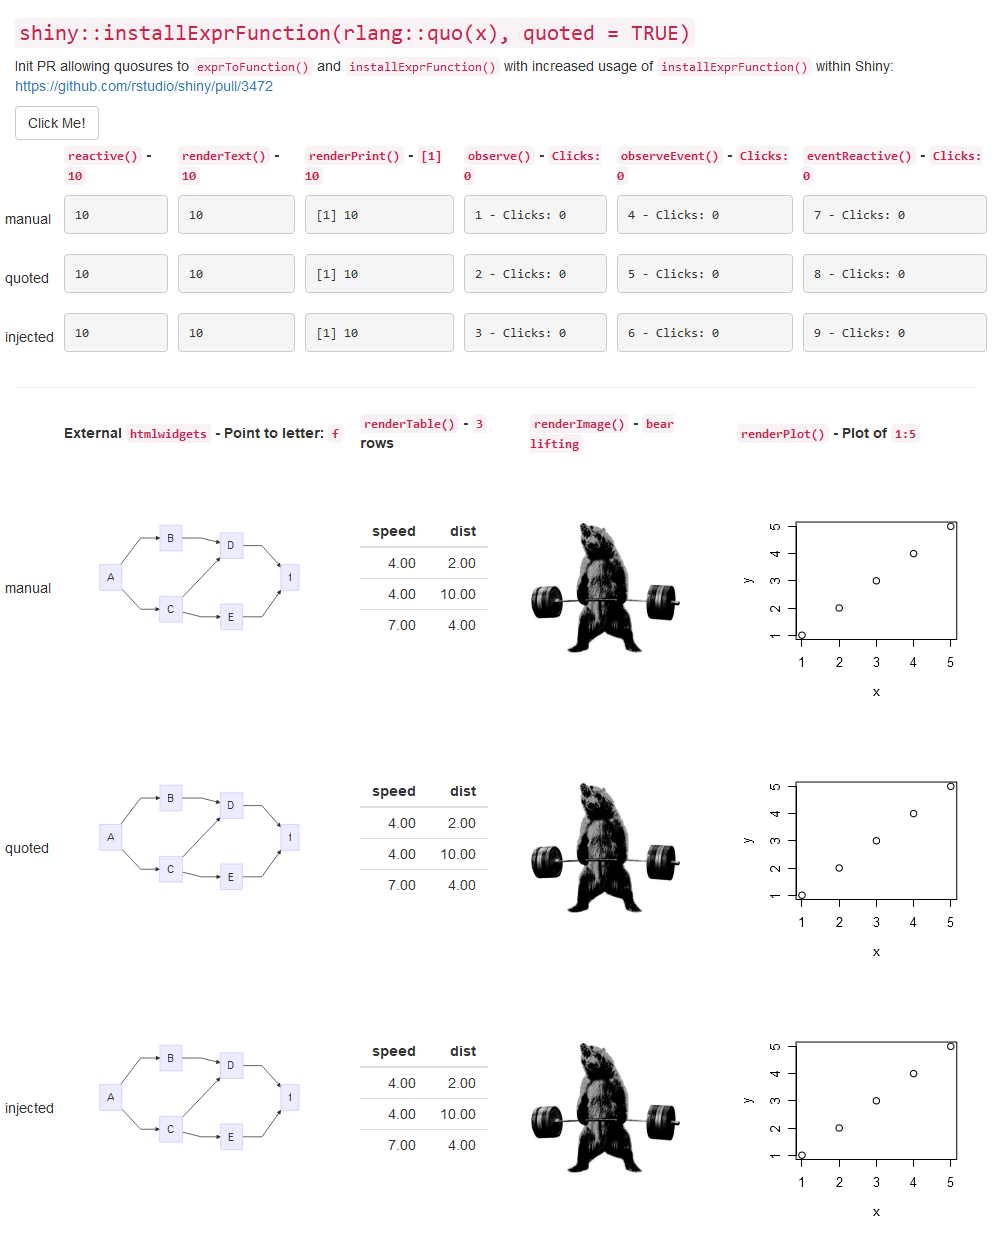 shiny::installExprFunction(rlang::quo(x), quoted = TRUE)
Init PR allowing quosures to exprToFunction() and installExprFunction() with increased usage of installExprFunction() within Shiny:
https://github.com/rstudio/shiny/pull/3472
Click Me!
reactive() - 10 renderText() - 10 renderPrint() - [1] 10 observe() - Clicks: 0 observeEvent() - Clicks: 0 eventReactive() - Clicks: 0
manual 10 10 [1] 10 1 - Clicks: 0 4 - Clicks: 0 7 - Clicks: 0
quoted 10 10 [1] 10 2 - Clicks: 0 5 - Clicks: 0 8 - Clicks: 0
injected 10 10 [1] 10 3 - Clicks: 0 6 - Clicks: 0 9 - Clicks: 0
External htmlwidgets - Point to letter: f renderTable() - 3 rows renderImage() - bear lifting renderPlot() - Plot of 1:5
manual
A
B
C
D
E
f
speed dist
4.00 2.00
4.00 10.00
7.00 4.00
y
5
4
3
2
1
1 2 3 4 5
x
quoted
A
B
C
D
E
f
speed dist
4.00 2.00
4.00 10.00
7.00 4.00
y
5
4
3
2
1
1 2 3 4 5
x
injected
A
B
C
D
E
f
speed dist
4.00 2.00
4.00 10.00
7.00 4.00
y
5
4
3
2
1
1 2 3 4 5
x